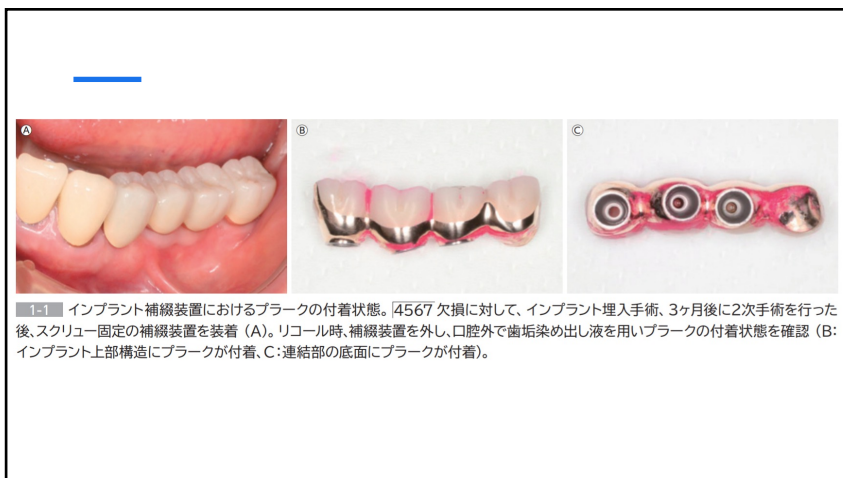 Ⓐ
Ⓑ
Ⓒ
1-1 インプラント補綴装置におけるプラークの付着状態。4567 欠損に対して、インプラント埋入手術、3ヶ月後に2次手術を行った
後、スクリュー固定の補綴装置を装着（A）。リコール時、補綴装置を外し、口腔外で歯垢染め出し液を用いプラークの付着状態を確認（B：
インプラント上部構造にプラークが付着、C：連結部の底面にプラークが付着）。